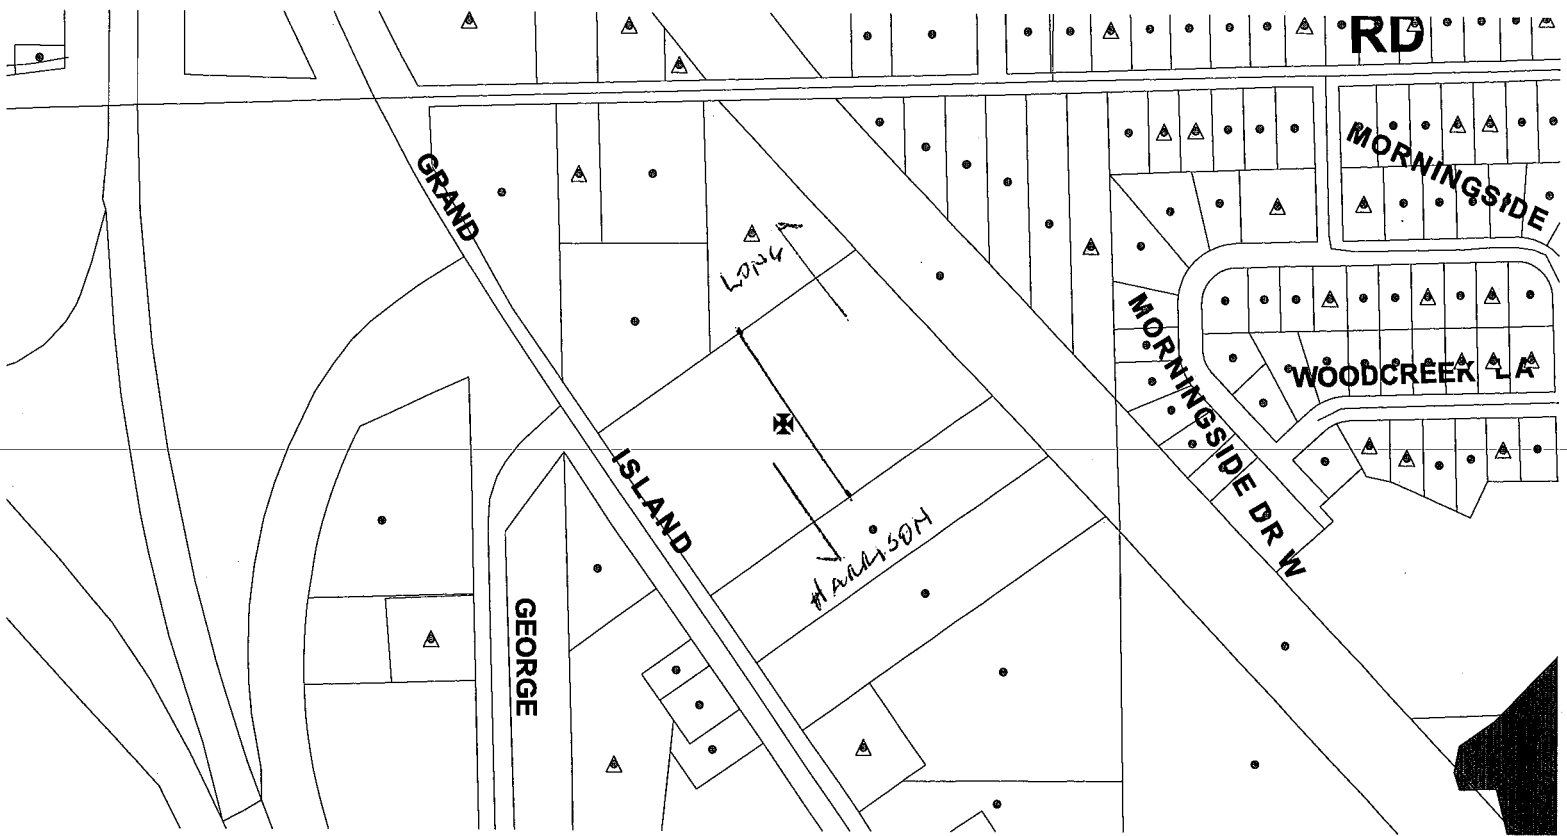 RD
MORNINGSIDE
GRAND
LONG
MORNINGSIDE DR W
WOODCREEK LA
ISLAND
HARRISON
GEORGE